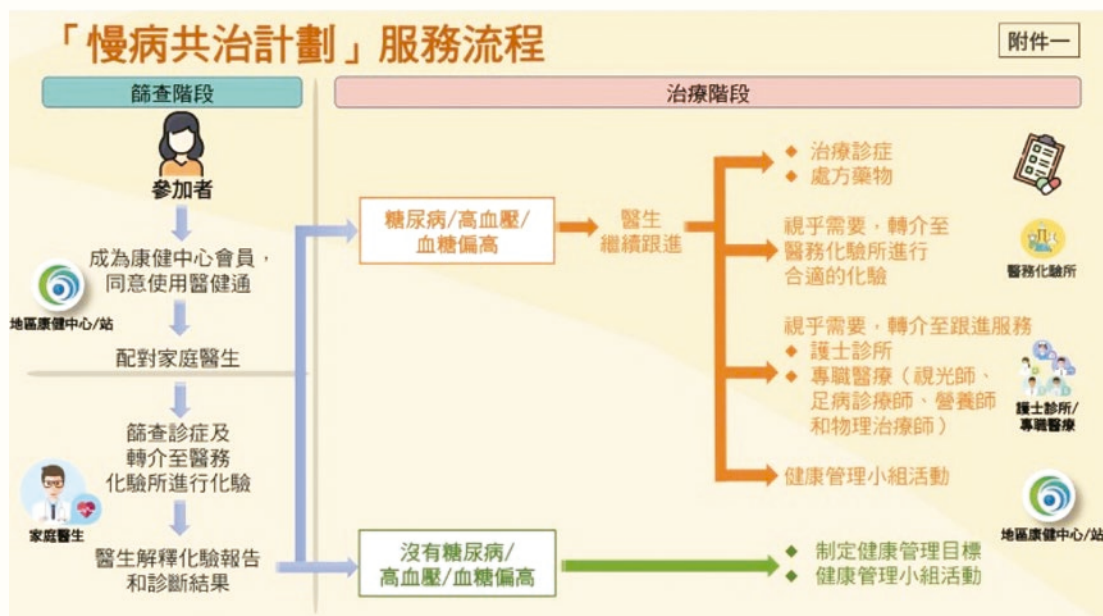 「慢病共治計劃」服務流程
附件一
篩查階段
參加者
成為康健中心會員，
同意使用醫健通
地區康健中心/站
配對家庭醫生
篩查診症及
轉介至醫務
化驗所進行化驗
家庭醫生
醫生解釋化驗報告
和診斷結果
治療階段
糖尿病/高血壓/
血糖偏高
醫生
繼續跟進
◆ 治療診症
◆ 處方藥物
視乎需要，轉介至
醫務化驗所進行
合適的化驗
醫務化驗所
視乎需要，轉介至跟進服務
◆ 護士診所
◆ 專職醫療（視光師、
足病診療師、營養師
和物理治療師）
護士診所/
專職醫療
健康管理小組活動
地區康健中心/站
沒有糖尿病/
高血壓/血糖偏高
◆ 制定健康管理目標
◆ 健康管理小組活動